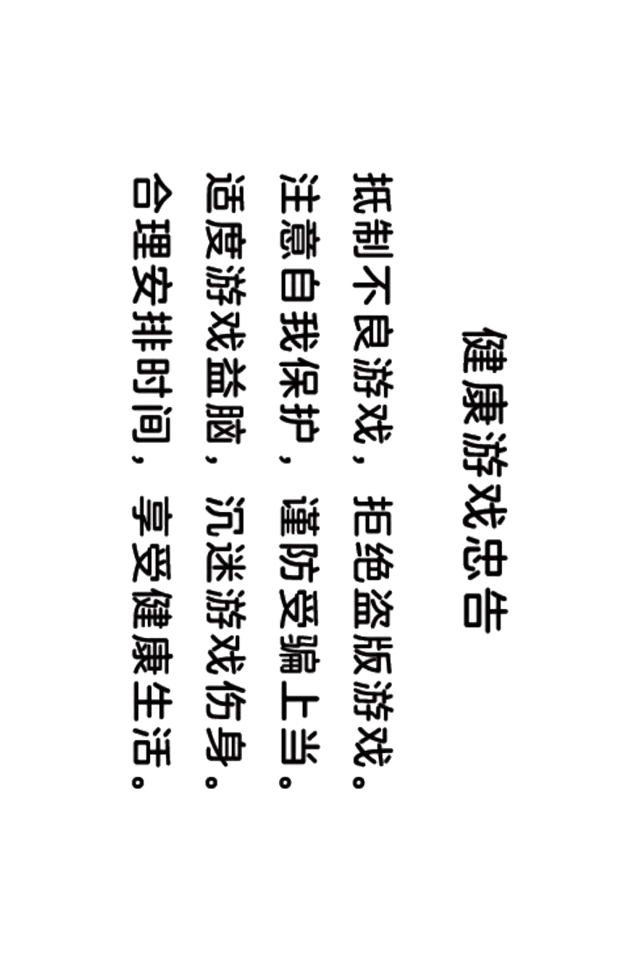 健康游戏忠告
抵制不良游戏，拒绝盗版游戏。
注意自我保护，谨防受骗上当。
适度游戏益脑，沉迷游戏伤身。
合理安排时间，享受健康生活。